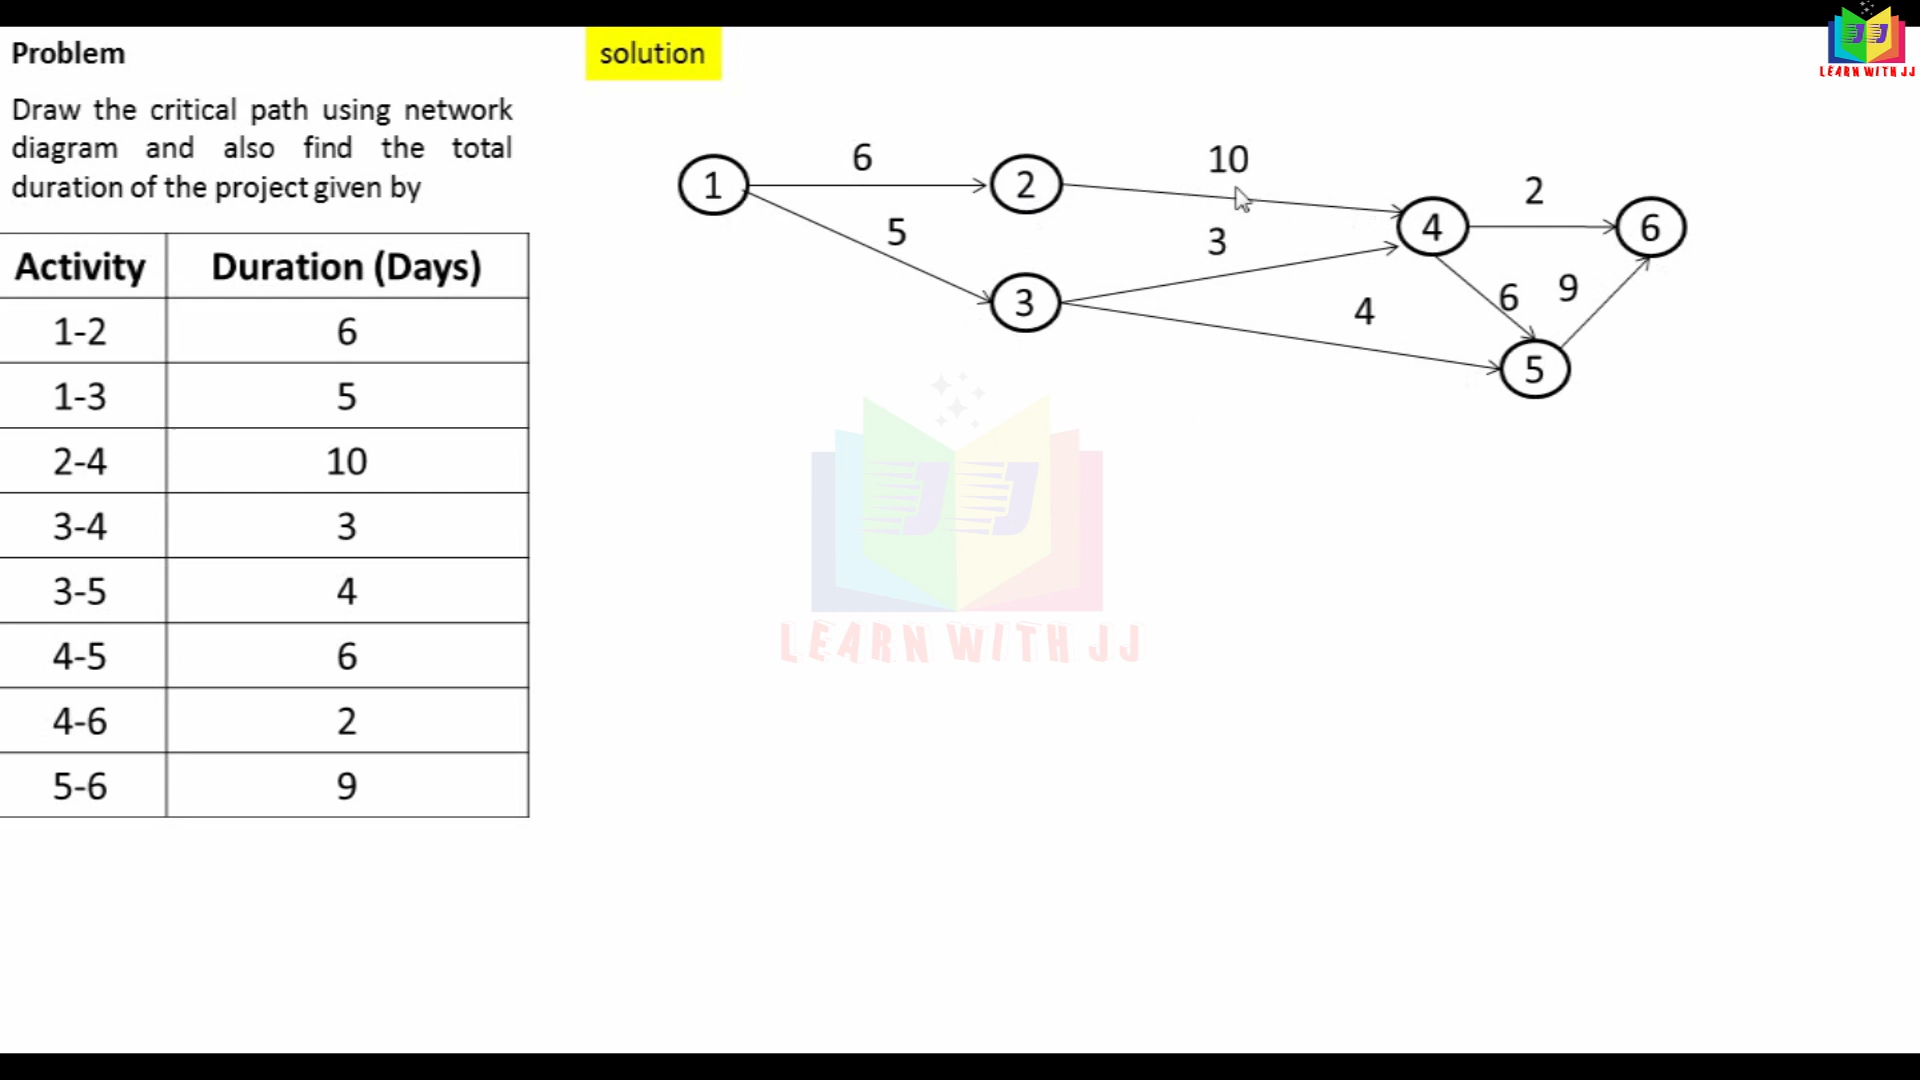 Problem
Draw the critical path using network
diagram and also find the total
duration of the project given by
Activity Duration (Days)
1-2 6
1-3 5
2-4 10
3-4 3
3-5 4
4-5 6
4-6 2
5-6 9
solution
6
10
2
1
2
4
6
5
3
3
4
6
9
5
JJ
LEARN WITH JJ
JJ
LEARN WITH JJ